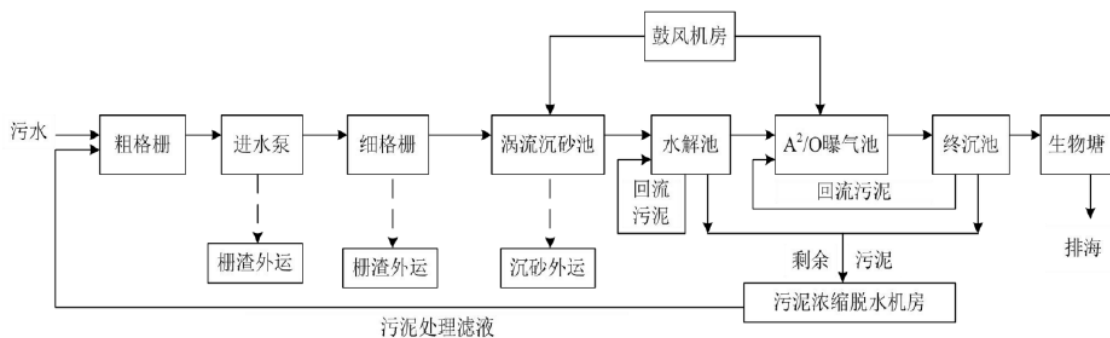 鼓风机房
污水
粗格栅
进水泵
细格栅
涡流沉砂池
水解池
A²/O曝气池
终沉池
生物塘
回流
污泥
回流污泥
栅渣外运
栅渣外运
沉砂外运
剩余 污泥
排海
污泥浓缩脱水机房
污泥处理滤液